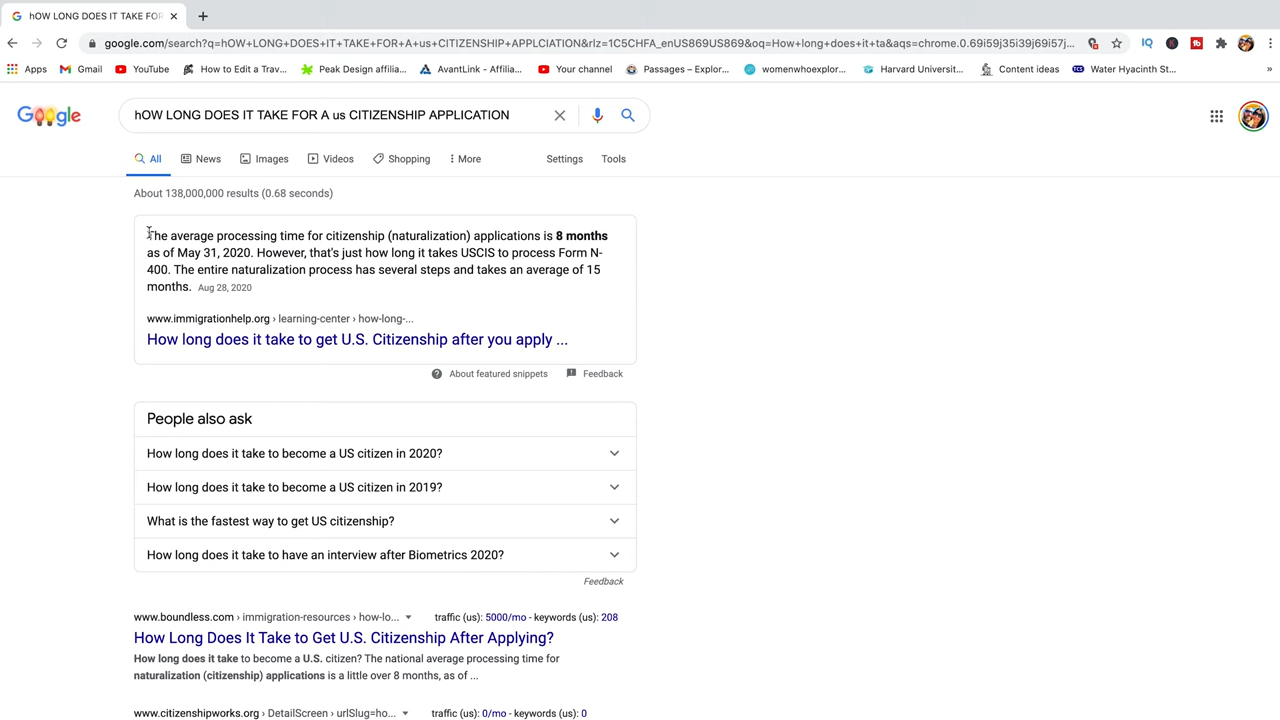 hOW LONG DOES IT TAKE FOR
google.com/search?q=hOW+LONG+DOES+IT+TAKE+FOR+A+us+CITIZENSHIP+APPLCIATION&rlz=1C5CHFA_enUS869US869&oq=How+long+does+it+ta&aqs=chrome.0.69i59j35i39j69i57j...
Apps Gmail YouTube How to Edit a Trav... Peak Design affilia... AvantLink - Affilia... Your channel Passages – Explor... womenwhoexplor... Harvard Universit... Content ideas Water Hyacinth St... »
Google hOW LONG DOES IT TAKE FOR A us CITIZENSHIP APPLICATION
All News Images Videos Shopping More Settings Tools
About 138,000,000 results (0.68 seconds)
The average processing time for citizenship (naturalization) applications is 8 months
as of May 31, 2020. However, that's just how long it takes USCIS to process Form N-
400. The entire naturalization process has several steps and takes an average of 15
months. Aug 28, 2020
www.immigrationhelp.org › learning-center › how-long-...
How long does it take to get U.S. Citizenship after you apply ...
About featured snippets Feedback
People also ask
How long does it take to become a US citizen in 2020?
How long does it take to become a US citizen in 2019?
What is the fastest way to get US citizenship?
How long does it take to have an interview after Biometrics 2020?
Feedback
www.boundless.com › immigration-resources › how-lo... traffic (us): 5000/mo - keywords (us): 208
How Long Does It Take to Get U.S. Citizenship After Applying?
How long does it take to become a U.S. citizen? The national average processing time for
naturalization (citizenship) applications is a little over 8 months, as of ...
www.citizenshipworks.org › DetailScreen › urlSlug=ho... traffic (us): 0/mo - keywords (us): 0